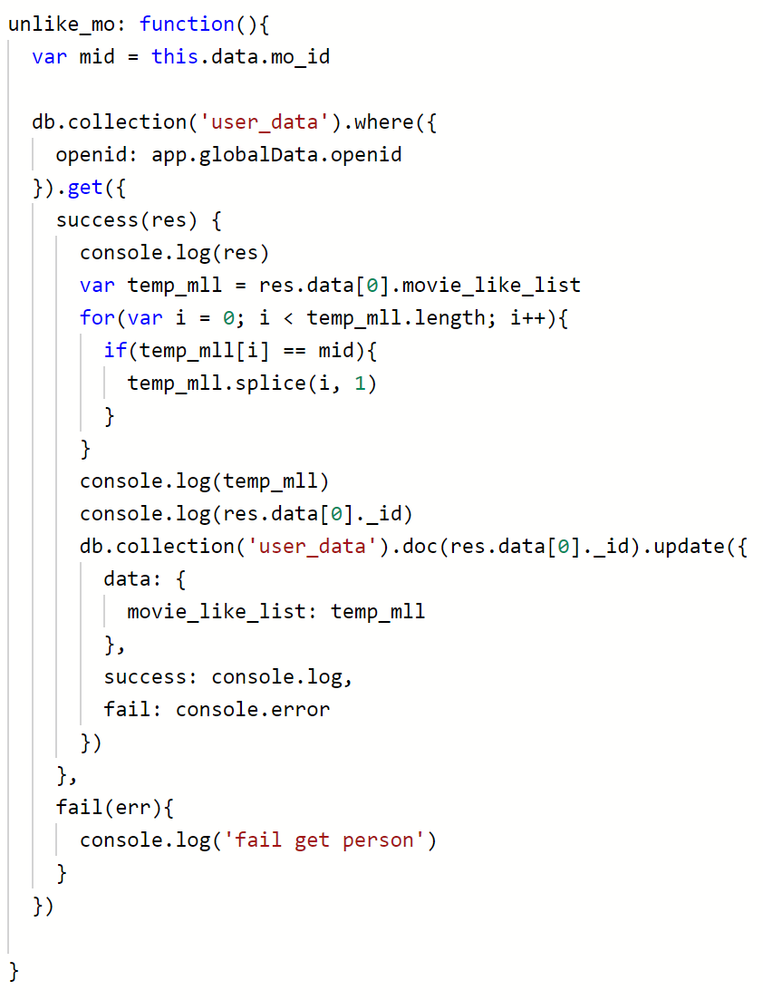 unlike_mo: function(){
var mid = this.data.mo_id
db.collection('user_data').where({
openid: app.globalData.openid
}).get({
success(res) {
console.log(res)
var temp_mll = res.data[0].movie_like_list
for(var i = 0; i < temp_mll.length; i++){
if(temp_mll[i] == mid){
temp_mll.splice(i, 1)
}
}
console.log(temp_mll)
console.log(res.data[0]._id)
db.collection('user_data').doc(res.data[0]._id).update({
data: {
movie_like_list: temp_mll
},
success: console.log,
fail: console.error
})
},
fail(err){
console.log('fail get person')
}
})
}